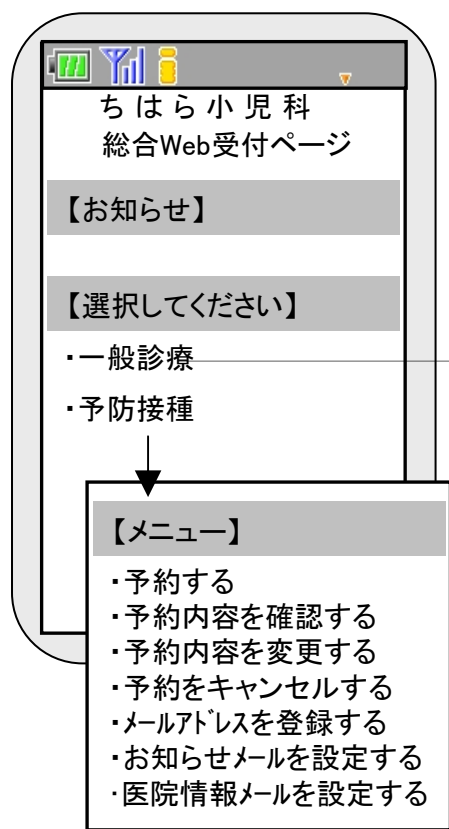 ちはら小児科
総合Web受付ページ
【お知らせ】
【選択してください】
・一般診療
・予防接種
【メニュー】
・予約する
・予約内容を確認する
・予約内容を変更する
・予約をキャンセルする
・ﾒｰﾙｱﾄﾞﾚｽを登録する
・お知らせﾒｰﾙを設定する
・医院情報ﾒｰﾙを設定する